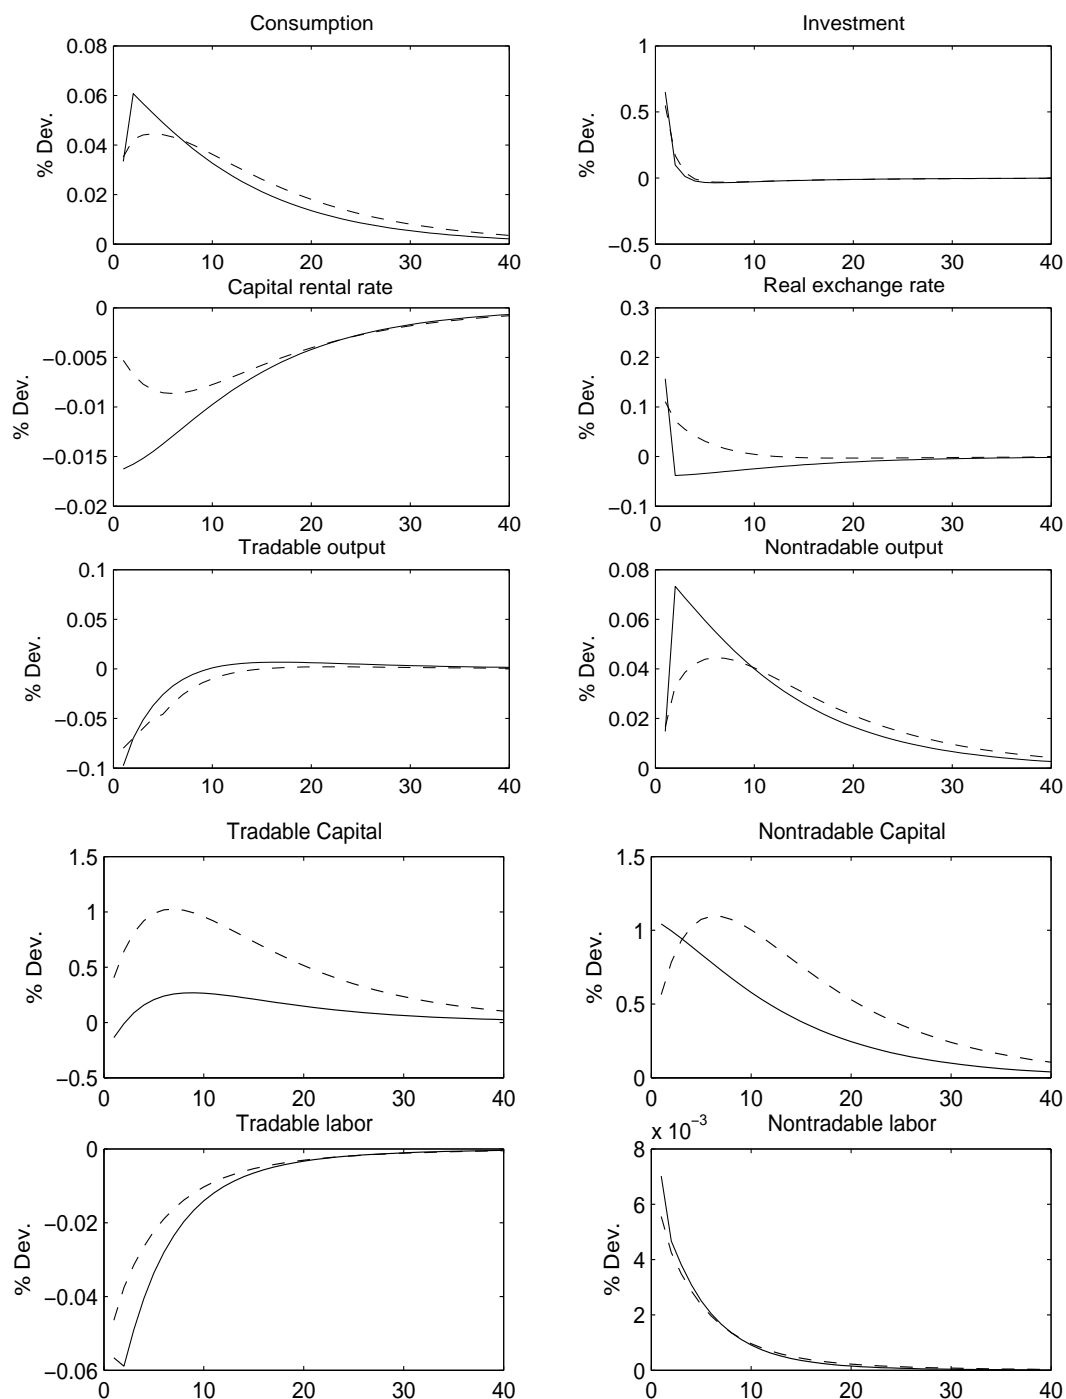 Consumption
Investment
% Dev.
0.08
0.06
0.04
0.02
0
0 10 20 30 40
% Dev.
1
0.5
0
−0.5
0 10 20 30 40
Capital rental rate
Real exchange rate
% Dev.
0
−0.005
−0.01
−0.015
−0.02
0 10 20 30 40
% Dev.
0.3
0.2
0.1
0
−0.1
0 10 20 30 40
Tradable output
Nontradable output
% Dev.
0.1
0.05
0
−0.05
−0.1
0 10 20 30 40
% Dev.
0.08
0.06
0.04
0.02
0
0 10 20 30 40
Tradable Capital
Nontradable Capital
% Dev.
1.5
1
0.5
0
−0.5
0 10 20 30 40
% Dev.
1.5
1
0.5
0
0 10 20 30 40
Tradable labor
Nontradable labor
% Dev.
0
−0.02
−0.04
−0.06
0 10 20 30 40
x 10⁻³
% Dev.
8
6
4
2
0
0 10 20 30 40